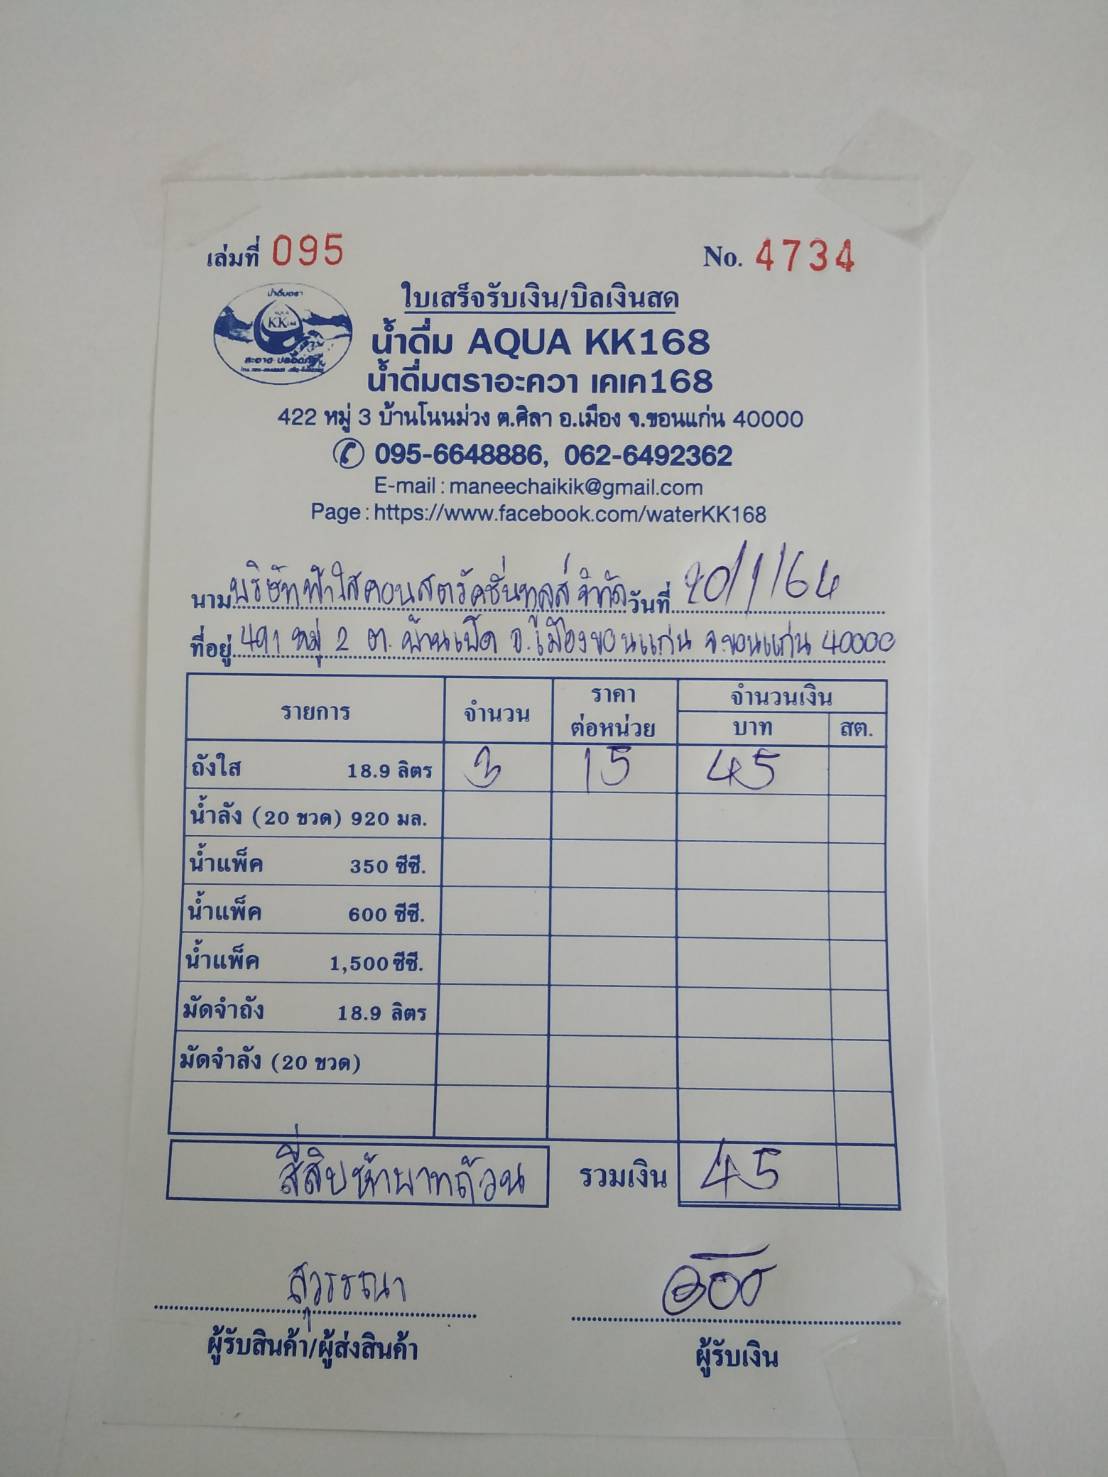 เล่มที่ 095 No. 4734
น้ำดื่มตรา
KK168
ใบเสร็จรับเงิน/บิลเงินสด
น้ำดื่ม AQUA KK168
น้ำดื่มตราอะควา เคเค168
422 หมู่ 3 บ้านโนนม่วง ต.ศิลา อ.เมือง จ.ขอนแก่น 40000
095-6648886, 062-6492362
E-mail : maneechaikik@gmail.com
Page : https://www.facebook.com/waterKK168
นาม บริษัทฟ้าใสคอนสตรัคชั่นทูลส์ จำกัด วันที่ 20/1/64
ที่อยู่ 491 หมู่ 2 ต.บ้านเป็ด อ.เมืองขอนแก่น จ.ขอนแก่น 40000
รายการ จำนวน ราคาต่อหน่วย จำนวนเงิน
บาท สต.
ถังใส 18.9 ลิตร 3 15 45
น้ำลัง (20 ขวด) 920 มล.
น้ำแพ็ค 350 ซีซี.
น้ำแพ็ค 600 ซีซี.
น้ำแพ็ค 1,500 ซีซี.
มัดจำถัง 18.9 ลิตร
มัดจำลัง (20 ขวด)
สี่สิบห้าบาทถ้วน รวมเงิน 45
สุวรรณา
ผู้รับสินค้า/ผู้ส่งสินค้า ผู้รับเงิน